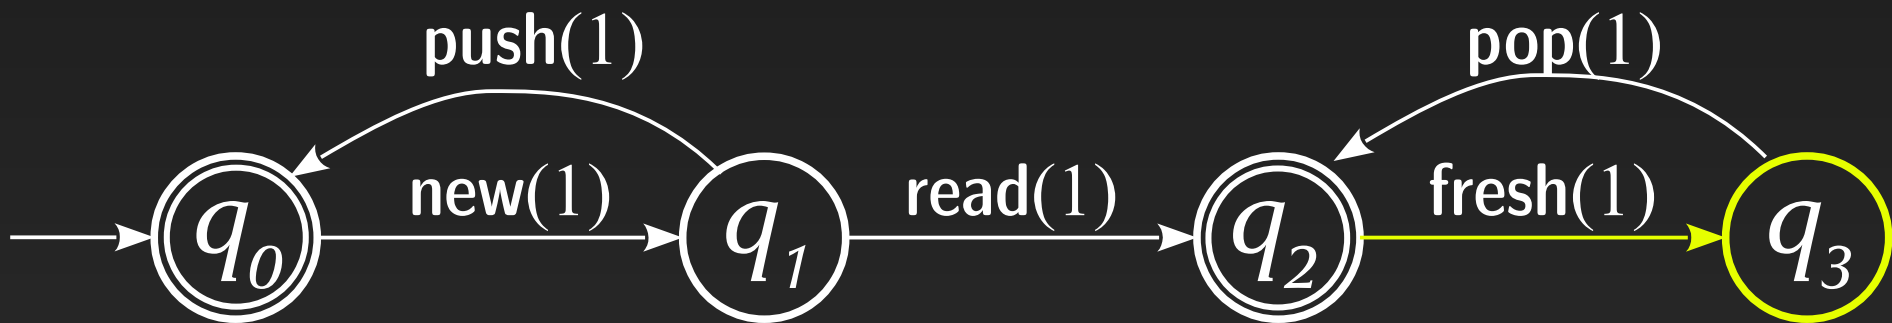 push(1) pop(1)
new(1) read(1) fresh(1)
q0 q1 q2 q3